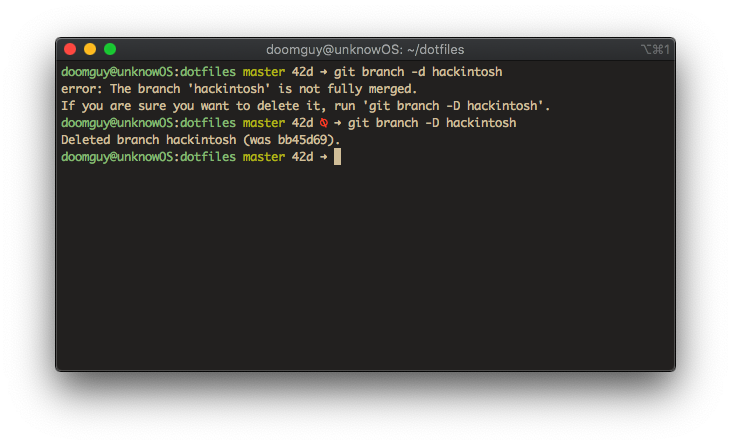 doomguy@unknowOS: ~/dotfiles
⌥⌘1
doomguy@unknowOS:dotfiles master 42d ➜ git branch -d hackintosh
error: The branch 'hackintosh' is not fully merged.
If you are sure you want to delete it, run 'git branch -D hackintosh'.
doomguy@unknowOS:dotfiles master 42d ✗ ➜ git branch -D hackintosh
Deleted branch hackintosh (was bb45d69).
doomguy@unknowOS:dotfiles master 42d ➜